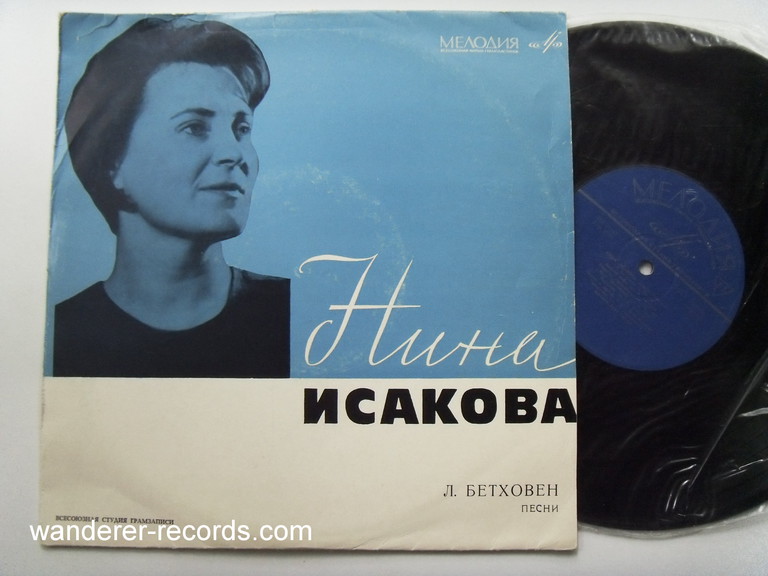 МЕЛОДИЯ
Нина
ИСАКОВА
Л. БЕТХОВЕН
ПЕСНИ
ВСЕСОЮЗНАЯ СТУДИЯ ГРАМЗАПИСИ
wanderer-records.com
МЕЛОДИЯ